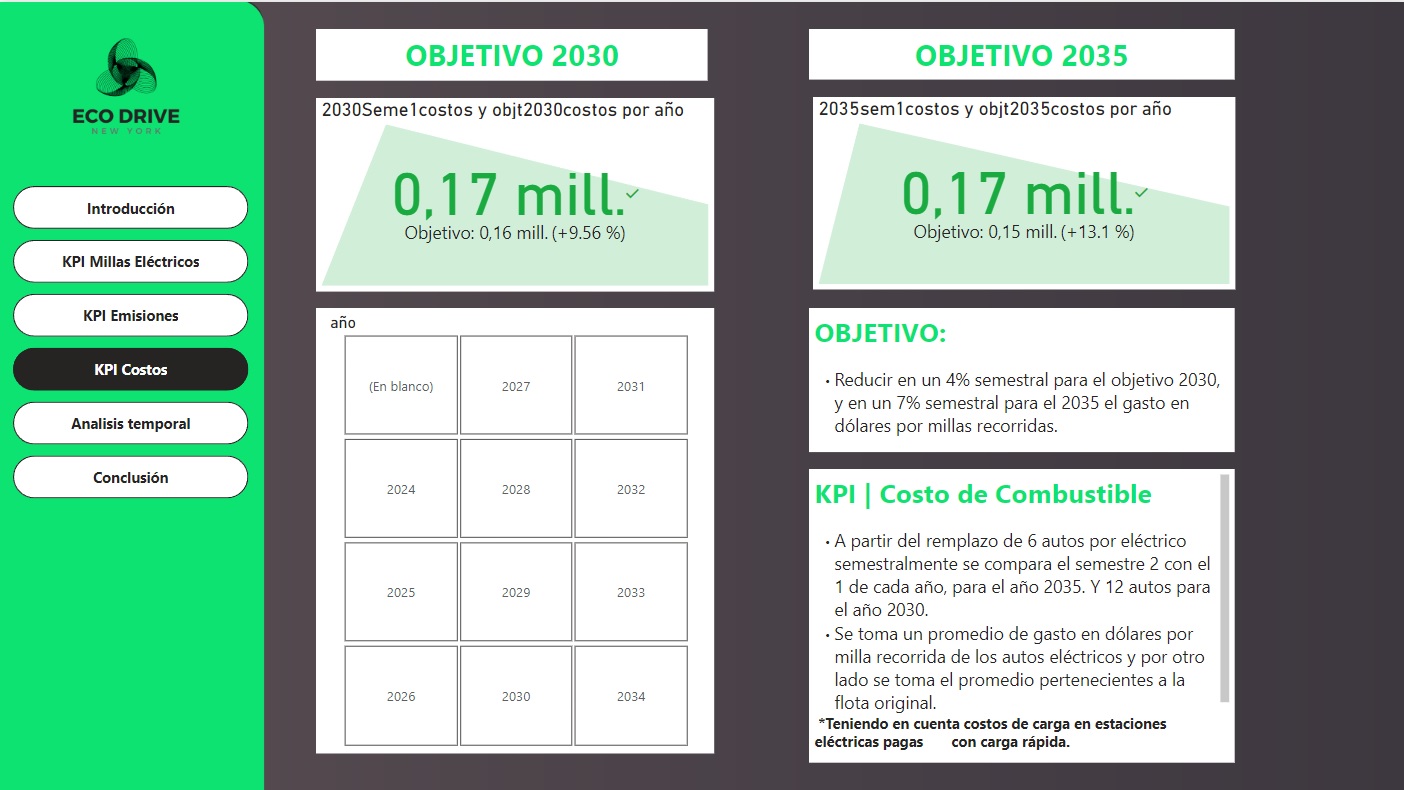 ECO DRIVE
NEW YORK
Introducción
KPI Millas Eléctricos
KPI Emisiones
KPI Costos
Analisis temporal
Conclusión
OBJETIVO 2030
2030Seme1costos y objt2030costos por año
0,17 mill.
Objetivo: 0,16 mill. (+9.56 %)
año
(En blanco)
2027
2031
2024
2028
2032
2025
2029
2033
2026
2030
2034
OBJETIVO 2035
2035sem1costos y objt2035costos por año
0,17 mill.
Objetivo: 0,15 mill. (+13.1 %)
OBJETIVO:
• Reducir en un 4% semestral para el objetivo 2030,
y en un 7% semestral para el 2035 el gasto en
dólares por millas recorridas.
KPI | Costo de Combustible
• A partir del remplazo de 6 autos por eléctrico
semestralmente se compara el semestre 2 con el
1 de cada año, para el año 2035. Y 12 autos para
el año 2030.
• Se toma un promedio de gasto en dólares por
milla recorrida de los autos eléctricos y por otro
lado se toma el promedio pertenecientes a la
flota original.
*Teniendo en cuenta costos de carga en estaciones
eléctricas pagas con carga rápida.